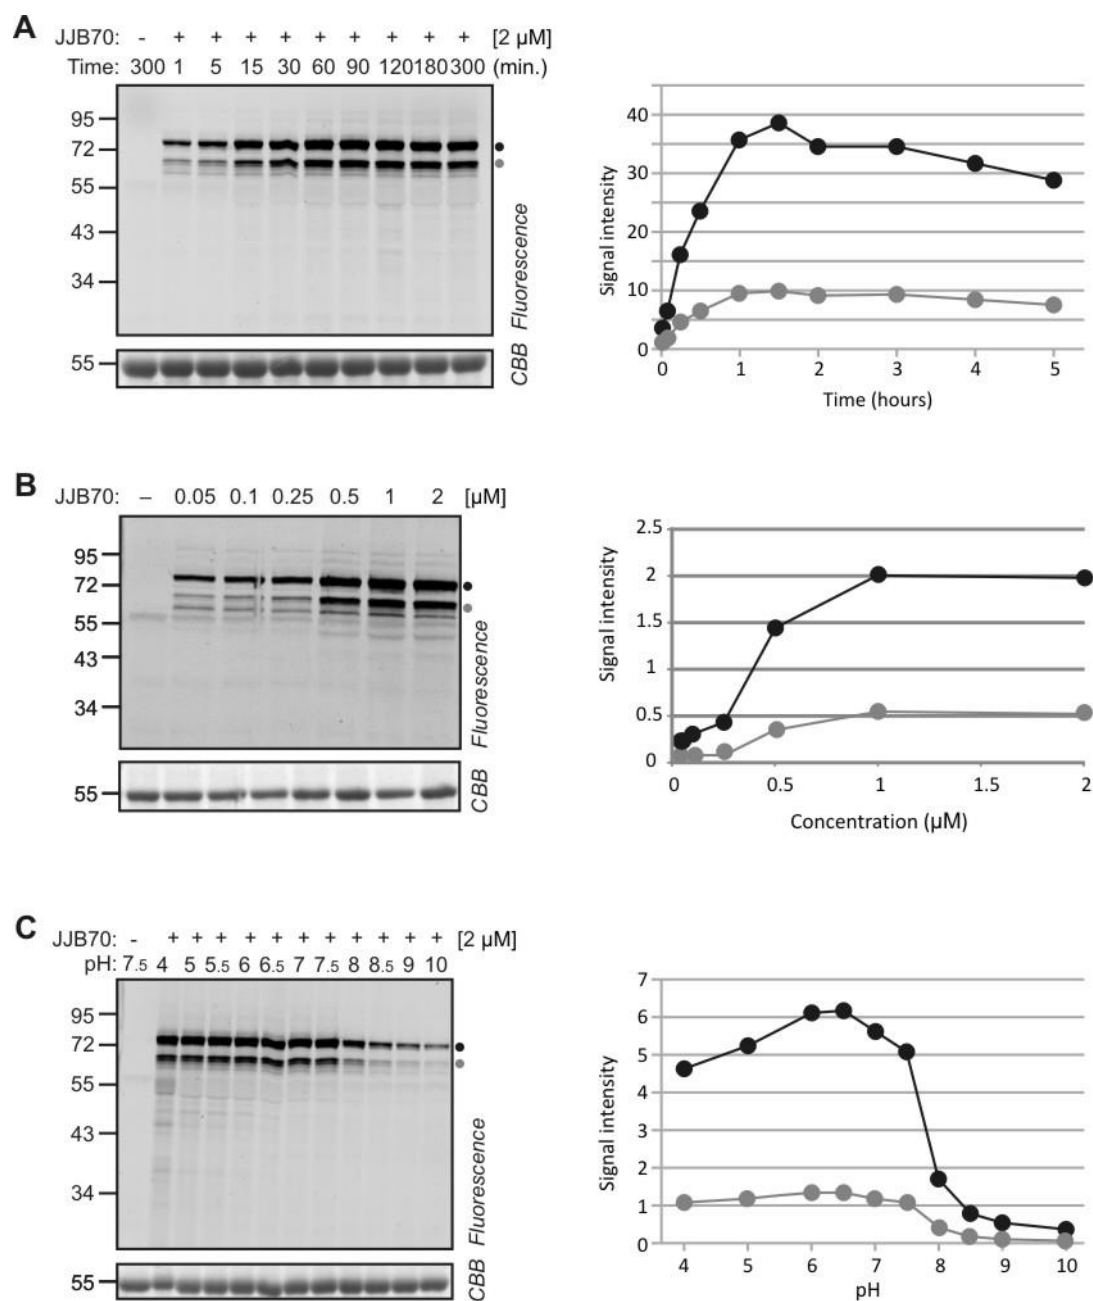 A
JJB70: - + + + + + + + + + [2 µM]
Time: 300 1 5 15 30 60 90 120 180 300 (min.)
95
72
55
43
34
Fluorescence
55
CBB
Signal intensity
40
30
20
10
0
0 1 2 3 4 5
Time (hours)
B
JJB70: – 0.05 0.1 0.25 0.5 1 2 [µM]
95
72
55
43
34
Fluorescence
55
CBB
Signal intensity
2.5
2
1.5
1
0.5
0
0 0.5 1 1.5 2
Concentration (µM)
C
JJB70: - + + + + + + + + + + + [2 µM]
pH: 7.5 4 5 5.5 6 6.5 7 7.5 8 8.5 9 10
95
72
55
43
34
Fluorescence
55
CBB
Signal intensity
7
6
5
4
3
2
1
0
4 5 6 7 8 9 10
pH